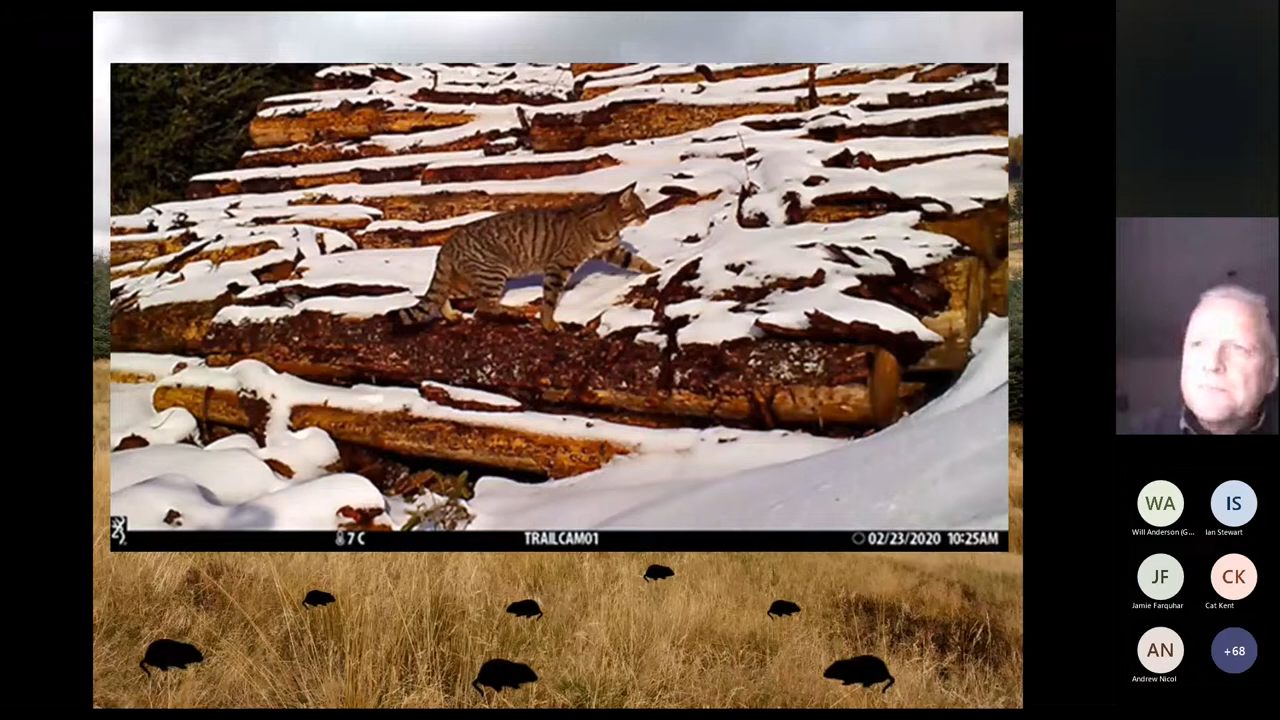 7C TRAILCAM01 02/23/2020 10:25AM
WA IS
Will Anderson (G... Ian Stewart
JF CK
Jamie Farquhar Cat Kent
AN +68
Andrew Nicol